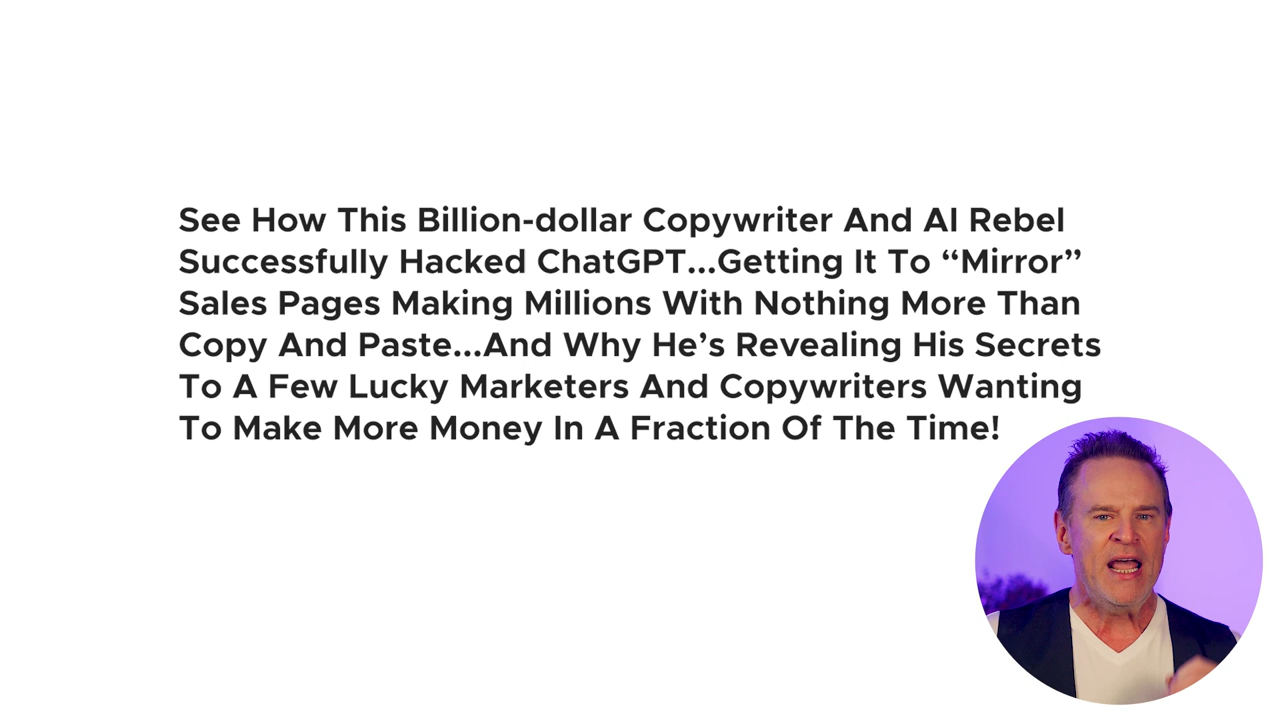 See How This Billion-dollar Copywriter And AI Rebel
Successfully Hacked ChatGPT...Getting It To “Mirror”
Sales Pages Making Millions With Nothing More Than
Copy And Paste...And Why He’s Revealing His Secrets
To A Few Lucky Marketers And Copywriters Wanting
To Make More Money In A Fraction Of The Time!